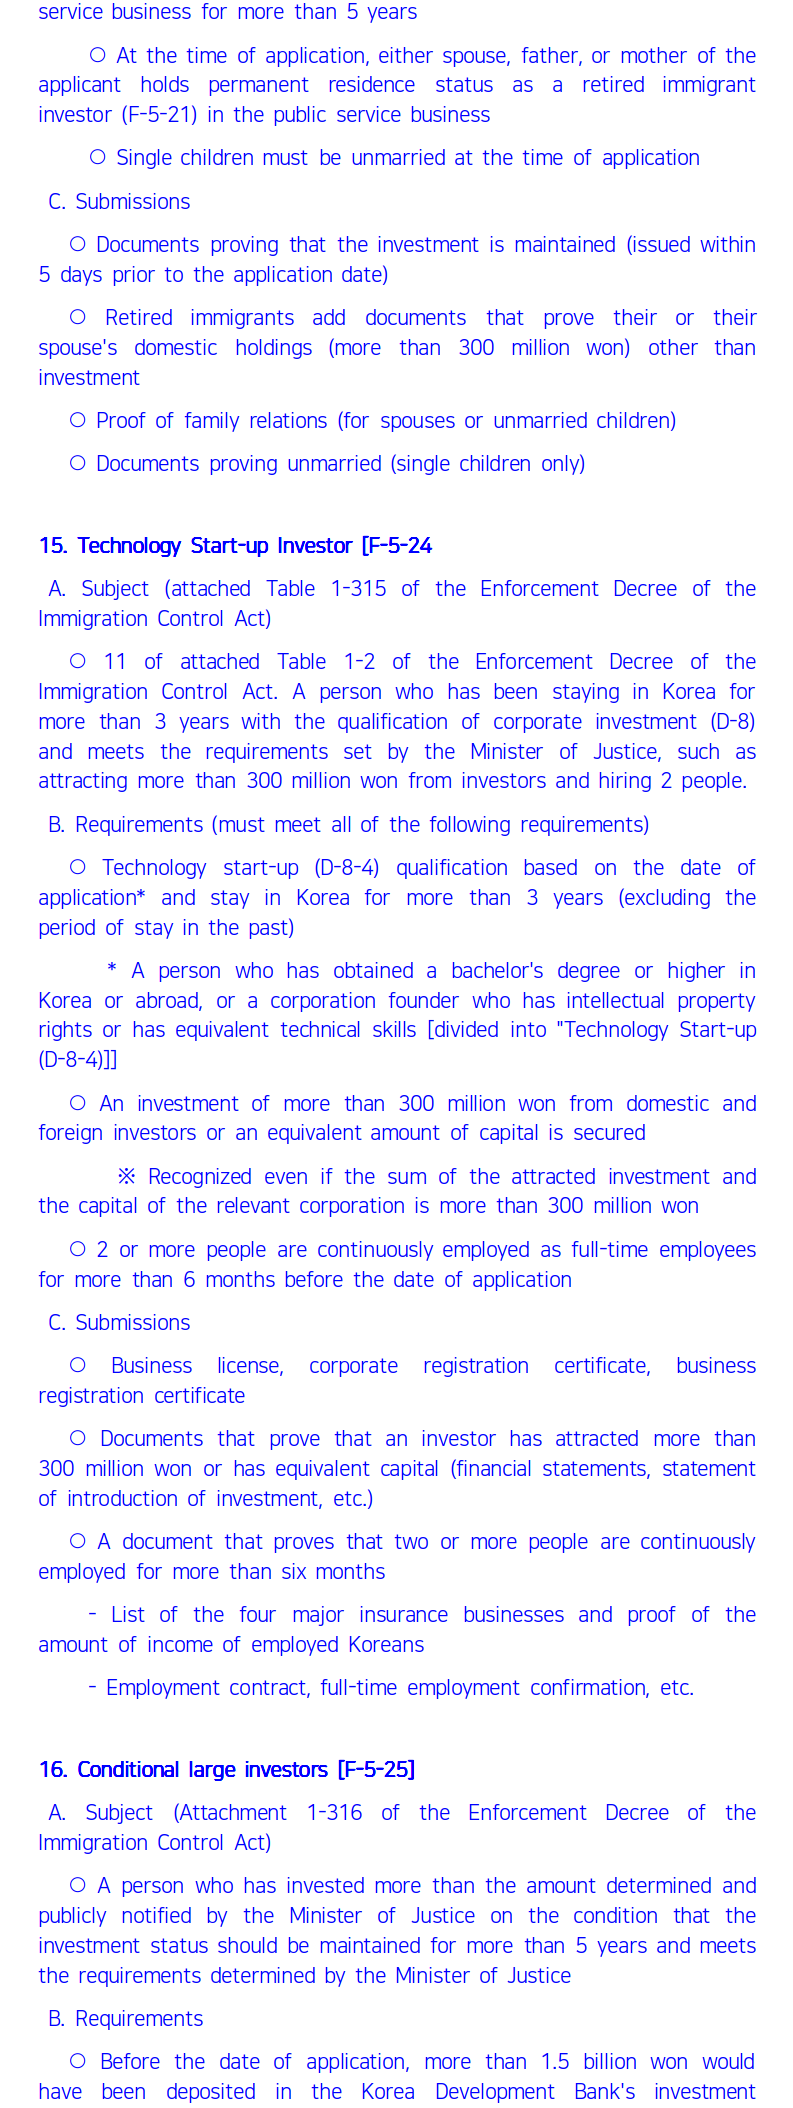 service business for more than 5 years
○ At the time of application, either spouse, father, or mother of the
applicant holds permanent residence status as a retired immigrant
investor (F-5-21) in the public service business
○ Single children must be unmarried at the time of application
C. Submissions
○ Documents proving that the investment is maintained (issued within
5 days prior to the application date)
○ Retired immigrants add documents that prove their or their
spouse's domestic holdings (more than 300 million won) other than
investment
○ Proof of family relations (for spouses or unmarried children)
○ Documents proving unmarried (single children only)
15. Technology Start-up Investor [F-5-24
A. Subject (attached Table 1-315 of the Enforcement Decree of the
Immigration Control Act)
○ 11 of attached Table 1-2 of the Enforcement Decree of the
Immigration Control Act. A person who has been staying in Korea for
more than 3 years with the qualification of corporate investment (D-8)
and meets the requirements set by the Minister of Justice, such as
attracting more than 300 million won from investors and hiring 2 people.
B. Requirements (must meet all of the following requirements)
○ Technology start-up (D-8-4) qualification based on the date of
application* and stay in Korea for more than 3 years (excluding the
period of stay in the past)
* A person who has obtained a bachelor's degree or higher in
Korea or abroad, or a corporation founder who has intellectual property
rights or has equivalent technical skills [divided into "Technology Start-up
(D-8-4)]]
○ An investment of more than 300 million won from domestic and
foreign investors or an equivalent amount of capital is secured
※ Recognized even if the sum of the attracted investment and
the capital of the relevant corporation is more than 300 million won
○ 2 or more people are continuously employed as full-time employees
for more than 6 months before the date of application
C. Submissions
○ Business license, corporate registration certificate, business
registration certificate
○ Documents that prove that an investor has attracted more than
300 million won or has equivalent capital (financial statements, statement
of introduction of investment, etc.)
○ A document that proves that two or more people are continuously
employed for more than six months
- List of the four major insurance businesses and proof of the
amount of income of employed Koreans
- Employment contract, full-time employment confirmation, etc.
16. Conditional large investors [F-5-25]
A. Subject (Attachment 1-316 of the Enforcement Decree of the
Immigration Control Act)
○ A person who has invested more than the amount determined and
publicly notified by the Minister of Justice on the condition that the
investment status should be maintained for more than 5 years and meets
the requirements determined by the Minister of Justice
B. Requirements
○ Before the date of application, more than 1.5 billion won would
have been deposited in the Korea Development Bank's investment